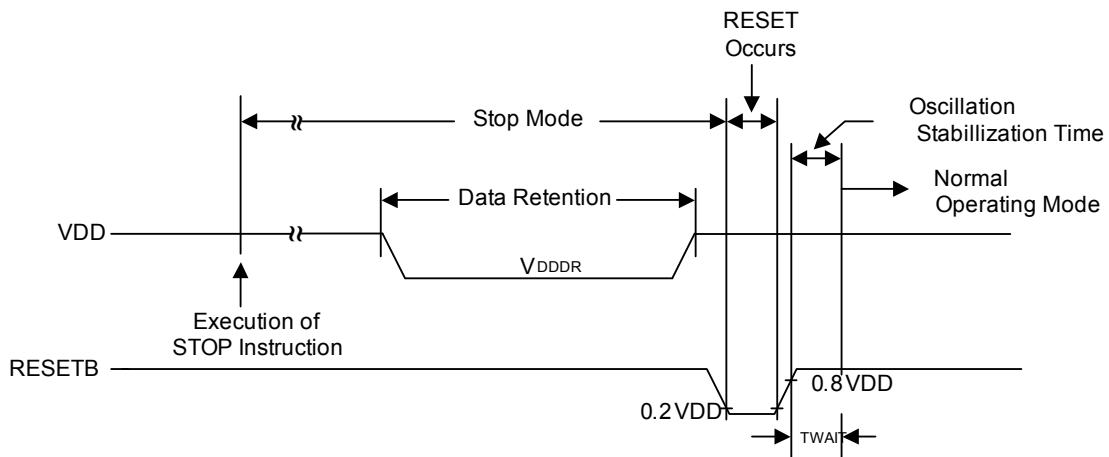 RESET
Occurs
Oscillation
Stabillization Time
Stop Mode
Normal
Operating Mode
Data Retention
VDD
VDDDR
Execution of
STOP Instruction
RESETB
0.8VDD
0.2VDD
TWAIT